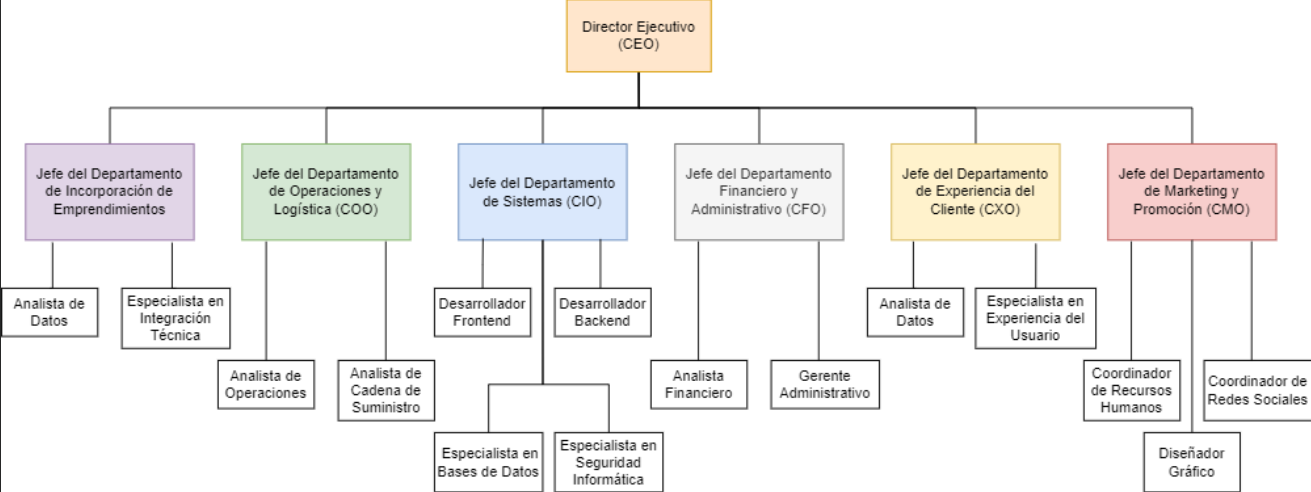 Director Ejecutivo
(CEO)
Jefe del Departamento
de Incorporación de
Emprendimientos
Jefe del Departamento
de Operaciones y
Logística (COO)
Jefe del Departamento
de Sistemas (CIO)
Jefe del Departamento
Financiero y
Administrativo (CFO)
Jefe del Departamento
de Experiencia del
Cliente (CXO)
Jefe del Departamento
de Marketing y
Promoción (CMO)
Analista de
Datos
Especialista en
Integración
Técnica
Analista de
Operaciones
Analista de
Cadena de
Suministro
Desarrollador
Frontend
Desarrollador
Backend
Especialista en
Bases de Datos
Especialista en
Seguridad
Informática
Analista
Financiero
Gerente
Administrativo
Analista de
Datos
Especialista en
Experiencia del
Usuario
Coordinador
de Recursos
Humanos
Diseñador
Gráfico
Coordinador de
Redes Sociales